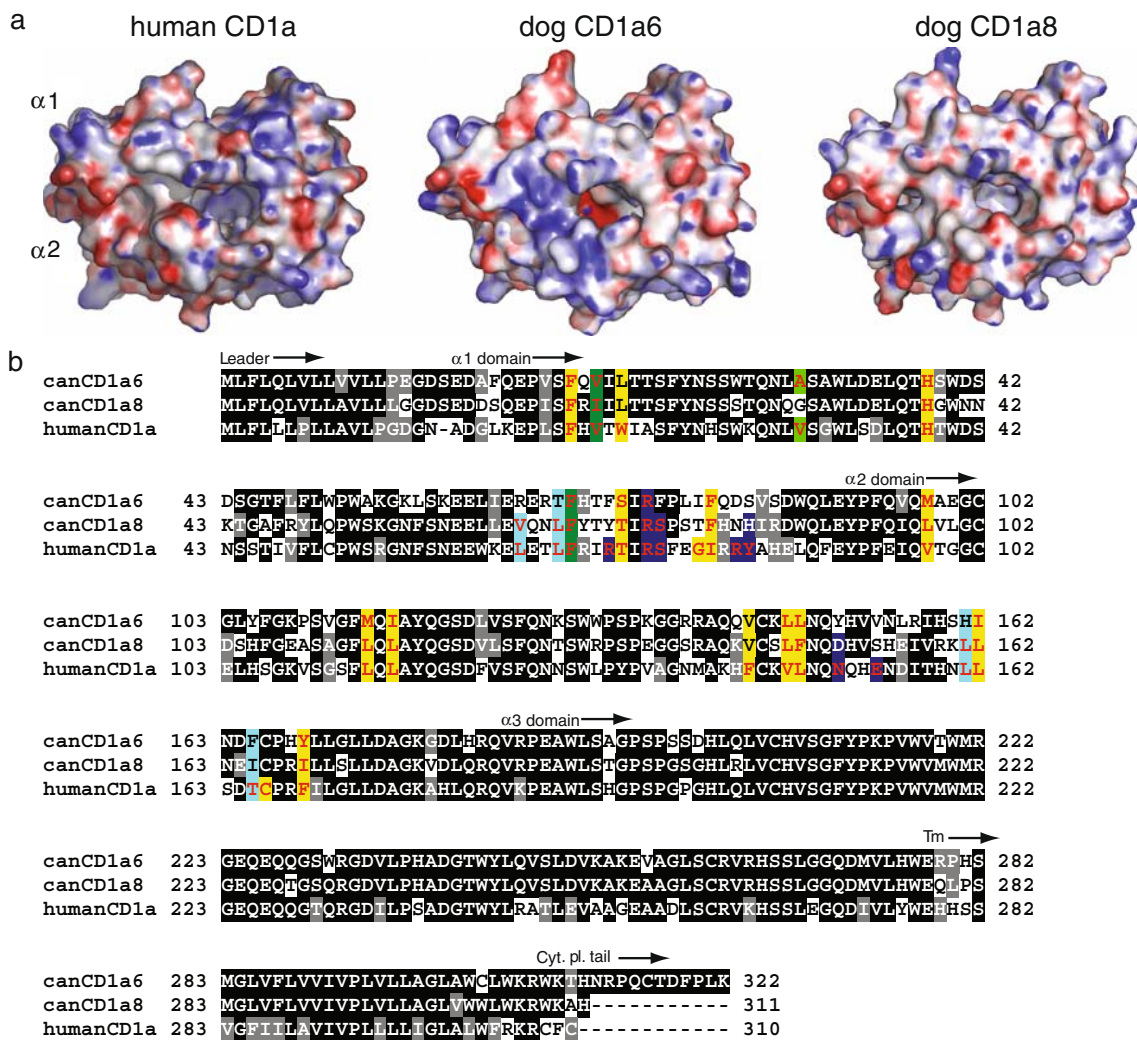 a
human CD1a
dog CD1a6
dog CD1a8
α1
α2
b
Leader
α1 domain
canCD1a6 MLFLQLVLLVVLLPEGDSEDAFQEPVSFQVILTTSFYNSSWTQNLASAWLDELQTHSWDS 42
canCD1a8 MLFLQLVLLAVLLLGGDSEDDSQEPISFRIILTTSFYNSSSTQNQGSAWLDELQTHGWNN 42
humanCD1a MLFLLLPLLAVLPGDGN-ADGLKEPLSFHVTWIASFYNHSWKQNLVSGWLSDLQTHTWDS 42
α2 domain
canCD1a6 43 DSGTFLFLWPWAKGKLSKEELIERERTFHTFSIRFPLIFQDSVSDWQLEYPFQVQMAEGC 102
canCD1a8 43 KTGAFRYLQPWSKGNFSNEELLEVQNLFYTYTIRSPSTFHNHIRDWQLEYPFQIQLVLGC 102
humanCD1a 43 NSSTIVFLCPWSRGNFSNEEWKELETLFRIRTIRSFEGIRRYAHELQFEYPFEIQVTGGC 102
canCD1a6 103 GLYFGKPSVGFMQIAYQGSDLVSFQNKSWWPSPKGGRRAQQVCKLLNQYHVVNLRIHSHI 162
canCD1a8 103 DSHFGEASAGFLQLAYQGSDVLSFQNTSWRPSPEGGSRAQKVCSLFNQDHVSHEIVRKLL 162
humanCD1a 103 ELHSGKVSGSFLQLAYQGSDFVSFQNNSWLPYPVAGNMAKHFCKVLNQNQHENDITHNLL 162
α3 domain
canCD1a6 163 NDFCPHYLLGLLDAGKGDLHRQVRPEAWLSAGPSPSSDHLQLVCHVSGFYPKPVWVTWMR 222
canCD1a8 163 NEICPRILLSLLDAGKVDLQRQVRPEAWLSTGPSPGSGHLRLVCHVSGFYPKPVWVMWMR 222
humanCD1a 163 SDTCPRFILGLLDAGKAHLQRQVKPEAWLSHGPSPGPGHLQLVCHVSGFYPKPVWVMWMR 222
canCD1a6 223 GEQEQQGSWRGDVLPHADGTWYLQVSLDVKAKEVAGLSCRVRHSSLGGQDMVLHWERPHS 282
canCD1a8 223 GEQEQTGSQRGDVLPHADGTWYLQVSLDVKAKEAAGLSCRVRHSSLGGQDMVLHWEQLPS 282
humanCD1a 223 GEQEQQGTQRGDILPSADGTWYLRATLEVAAGEAADLSCRVKHSSLEGQDIVLYWEHHSS 282
Tm
Cyt. pl. tail
canCD1a6 283 MGLVFLVVIVPLVLLAGLAWCLWKRWKTHNRPQCTDFPLK 322
canCD1a8 283 MGLVFLVVIVPLVLLAGLVWWLWKRWKAH----------- 311
humanCD1a 283 VGFIILAVIVPLLLLIGLALWFRKRCFC------------ 310